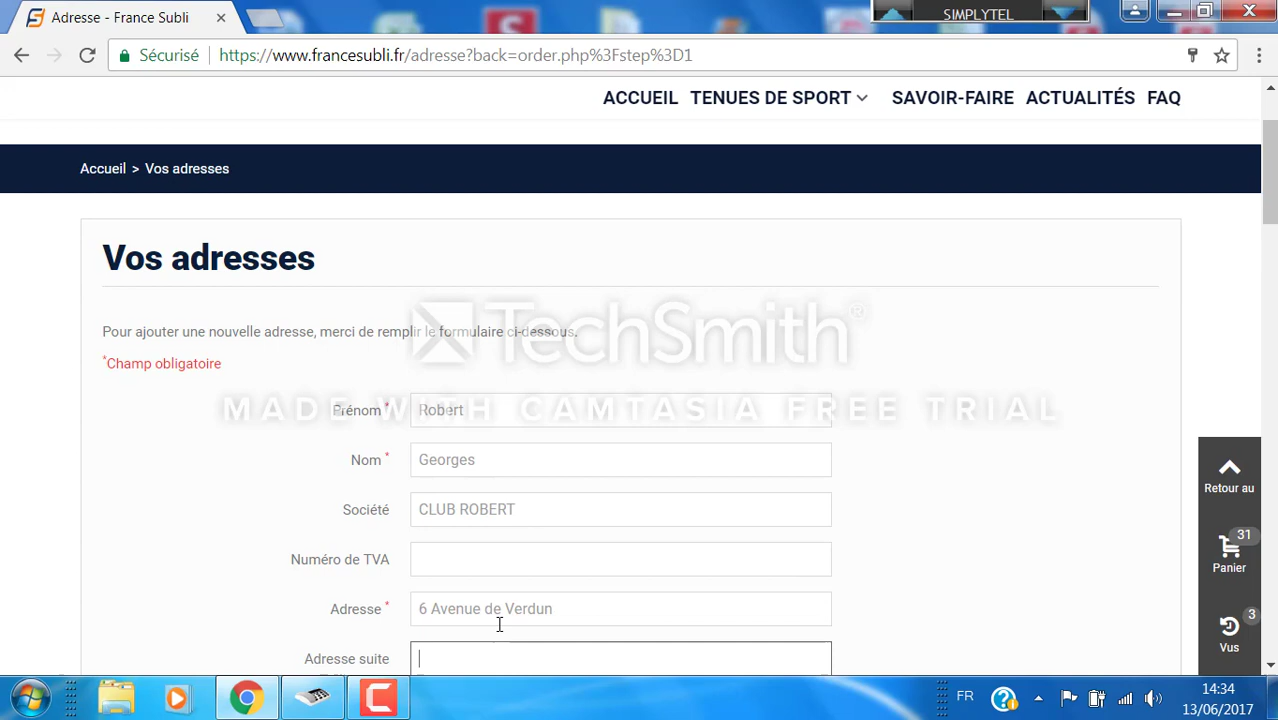 Adresse - France Subli
SIMPLYTEL
Sécurisé https://www.francesubli.fr/adresse?back=order.php%3Fstep%3D1
ACCUEIL TENUES DE SPORT SAVOIR-FAIRE ACTUALITÉS FAQ
Accueil > Vos adresses
Vos adresses
Pour ajouter une nouvelle adresse, merci de remplir le formulaire ci-dessous.
*Champ obligatoire
TechSmith®
MADE WITH CAMTASIA FREE TRIAL
Prénom * Robert
Nom * Georges
Société CLUB ROBERT
Numéro de TVA
Adresse * 6 Avenue de Verdun
Adresse suite
Retour au
31
Panier
3
Vus
FR
14:34
13/06/2017